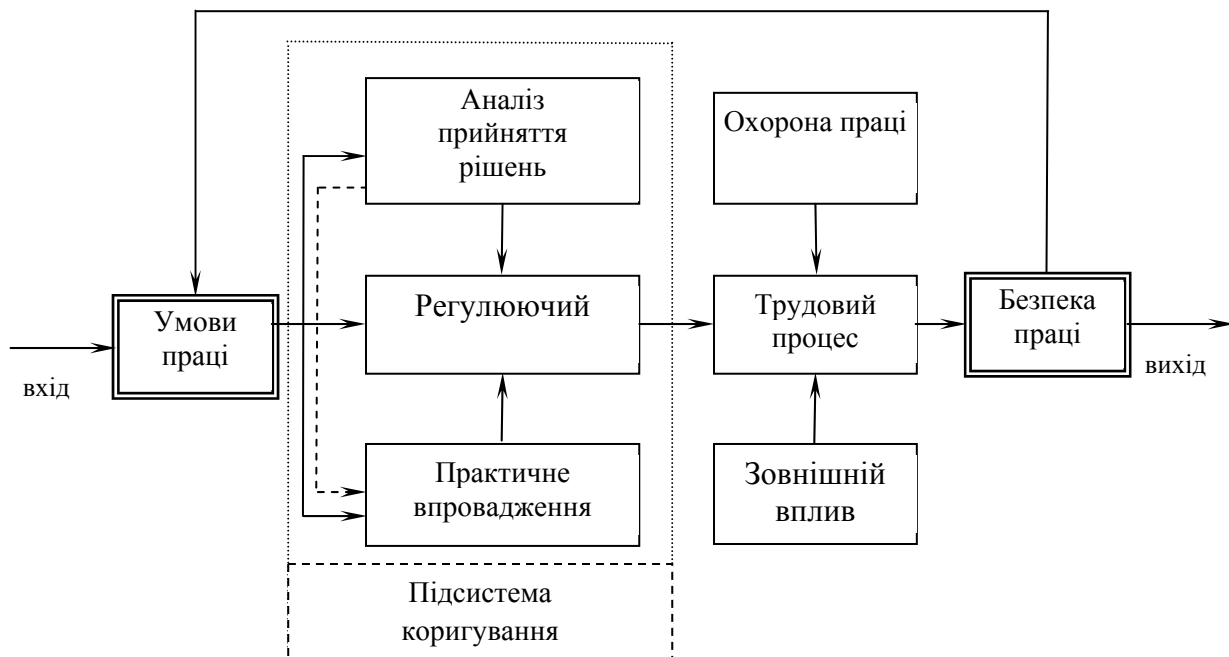 Аналіз
прийняття
рішень
Охорона праці
Умови
праці
Регулюючий
Трудовий
процес
Безпека
праці
вхід
вихід
Практичне
впровадження
Зовнішній
вплив
Підсистема
коригування